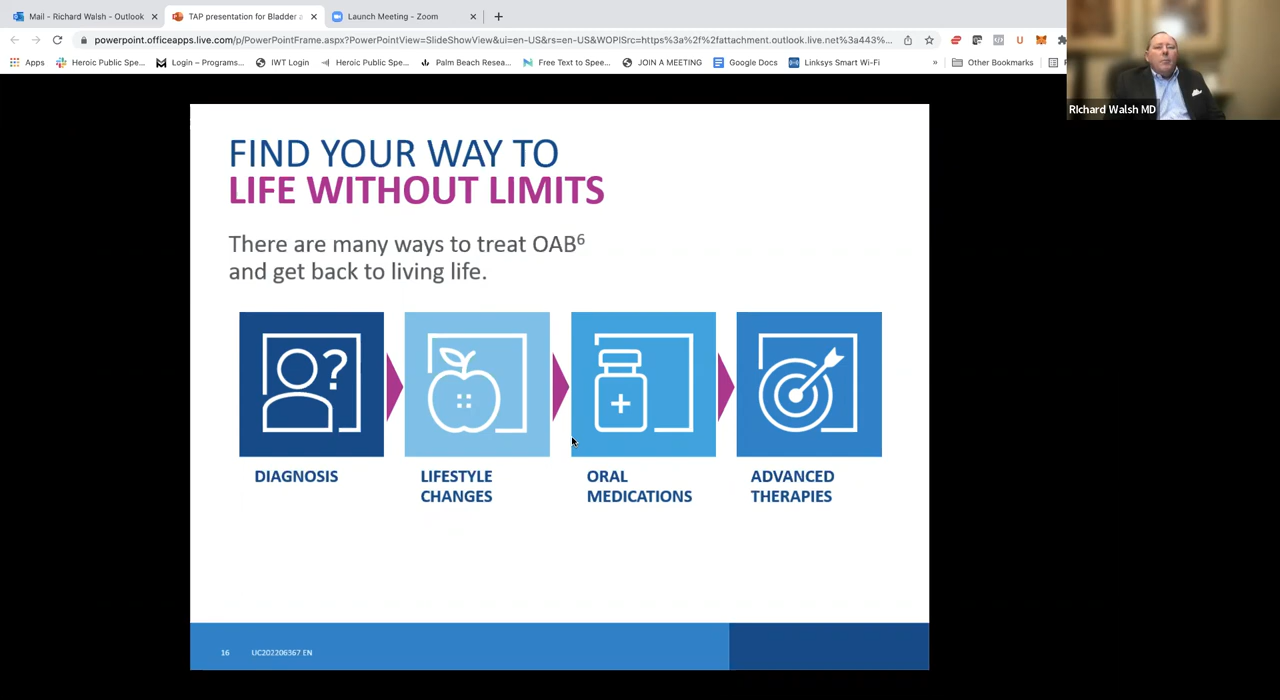 Mail - Richard Walsh - Outlook
TAP presentation for Bladder a
Launch Meeting - Zoom
powerpoint.officeapps.live.com/p/PowerPointFrame.aspx?PowerPointView=SlideShowView&ui=en-US&rs=en-US&WOPISrc=https%3a%2f%2fattachment.outlook.live.net%3a443%...
Apps
Heroic Public Spe...
Login – Programs...
IWT Login
Heroic Public Spe...
Palm Beach Resea...
Free Text to Spee...
JOIN A MEETING
Google Docs
Linksys Smart Wi-Fi
»
Other Bookmarks
RIchard Walsh MD
FIND YOUR WAY TO
LIFE WITHOUT LIMITS
There are many ways to treat OAB⁶
and get back to living life.
?
+
DIAGNOSIS
LIFESTYLE
CHANGES
ORAL
MEDICATIONS
ADVANCED
THERAPIES
16 UC202206367 EN